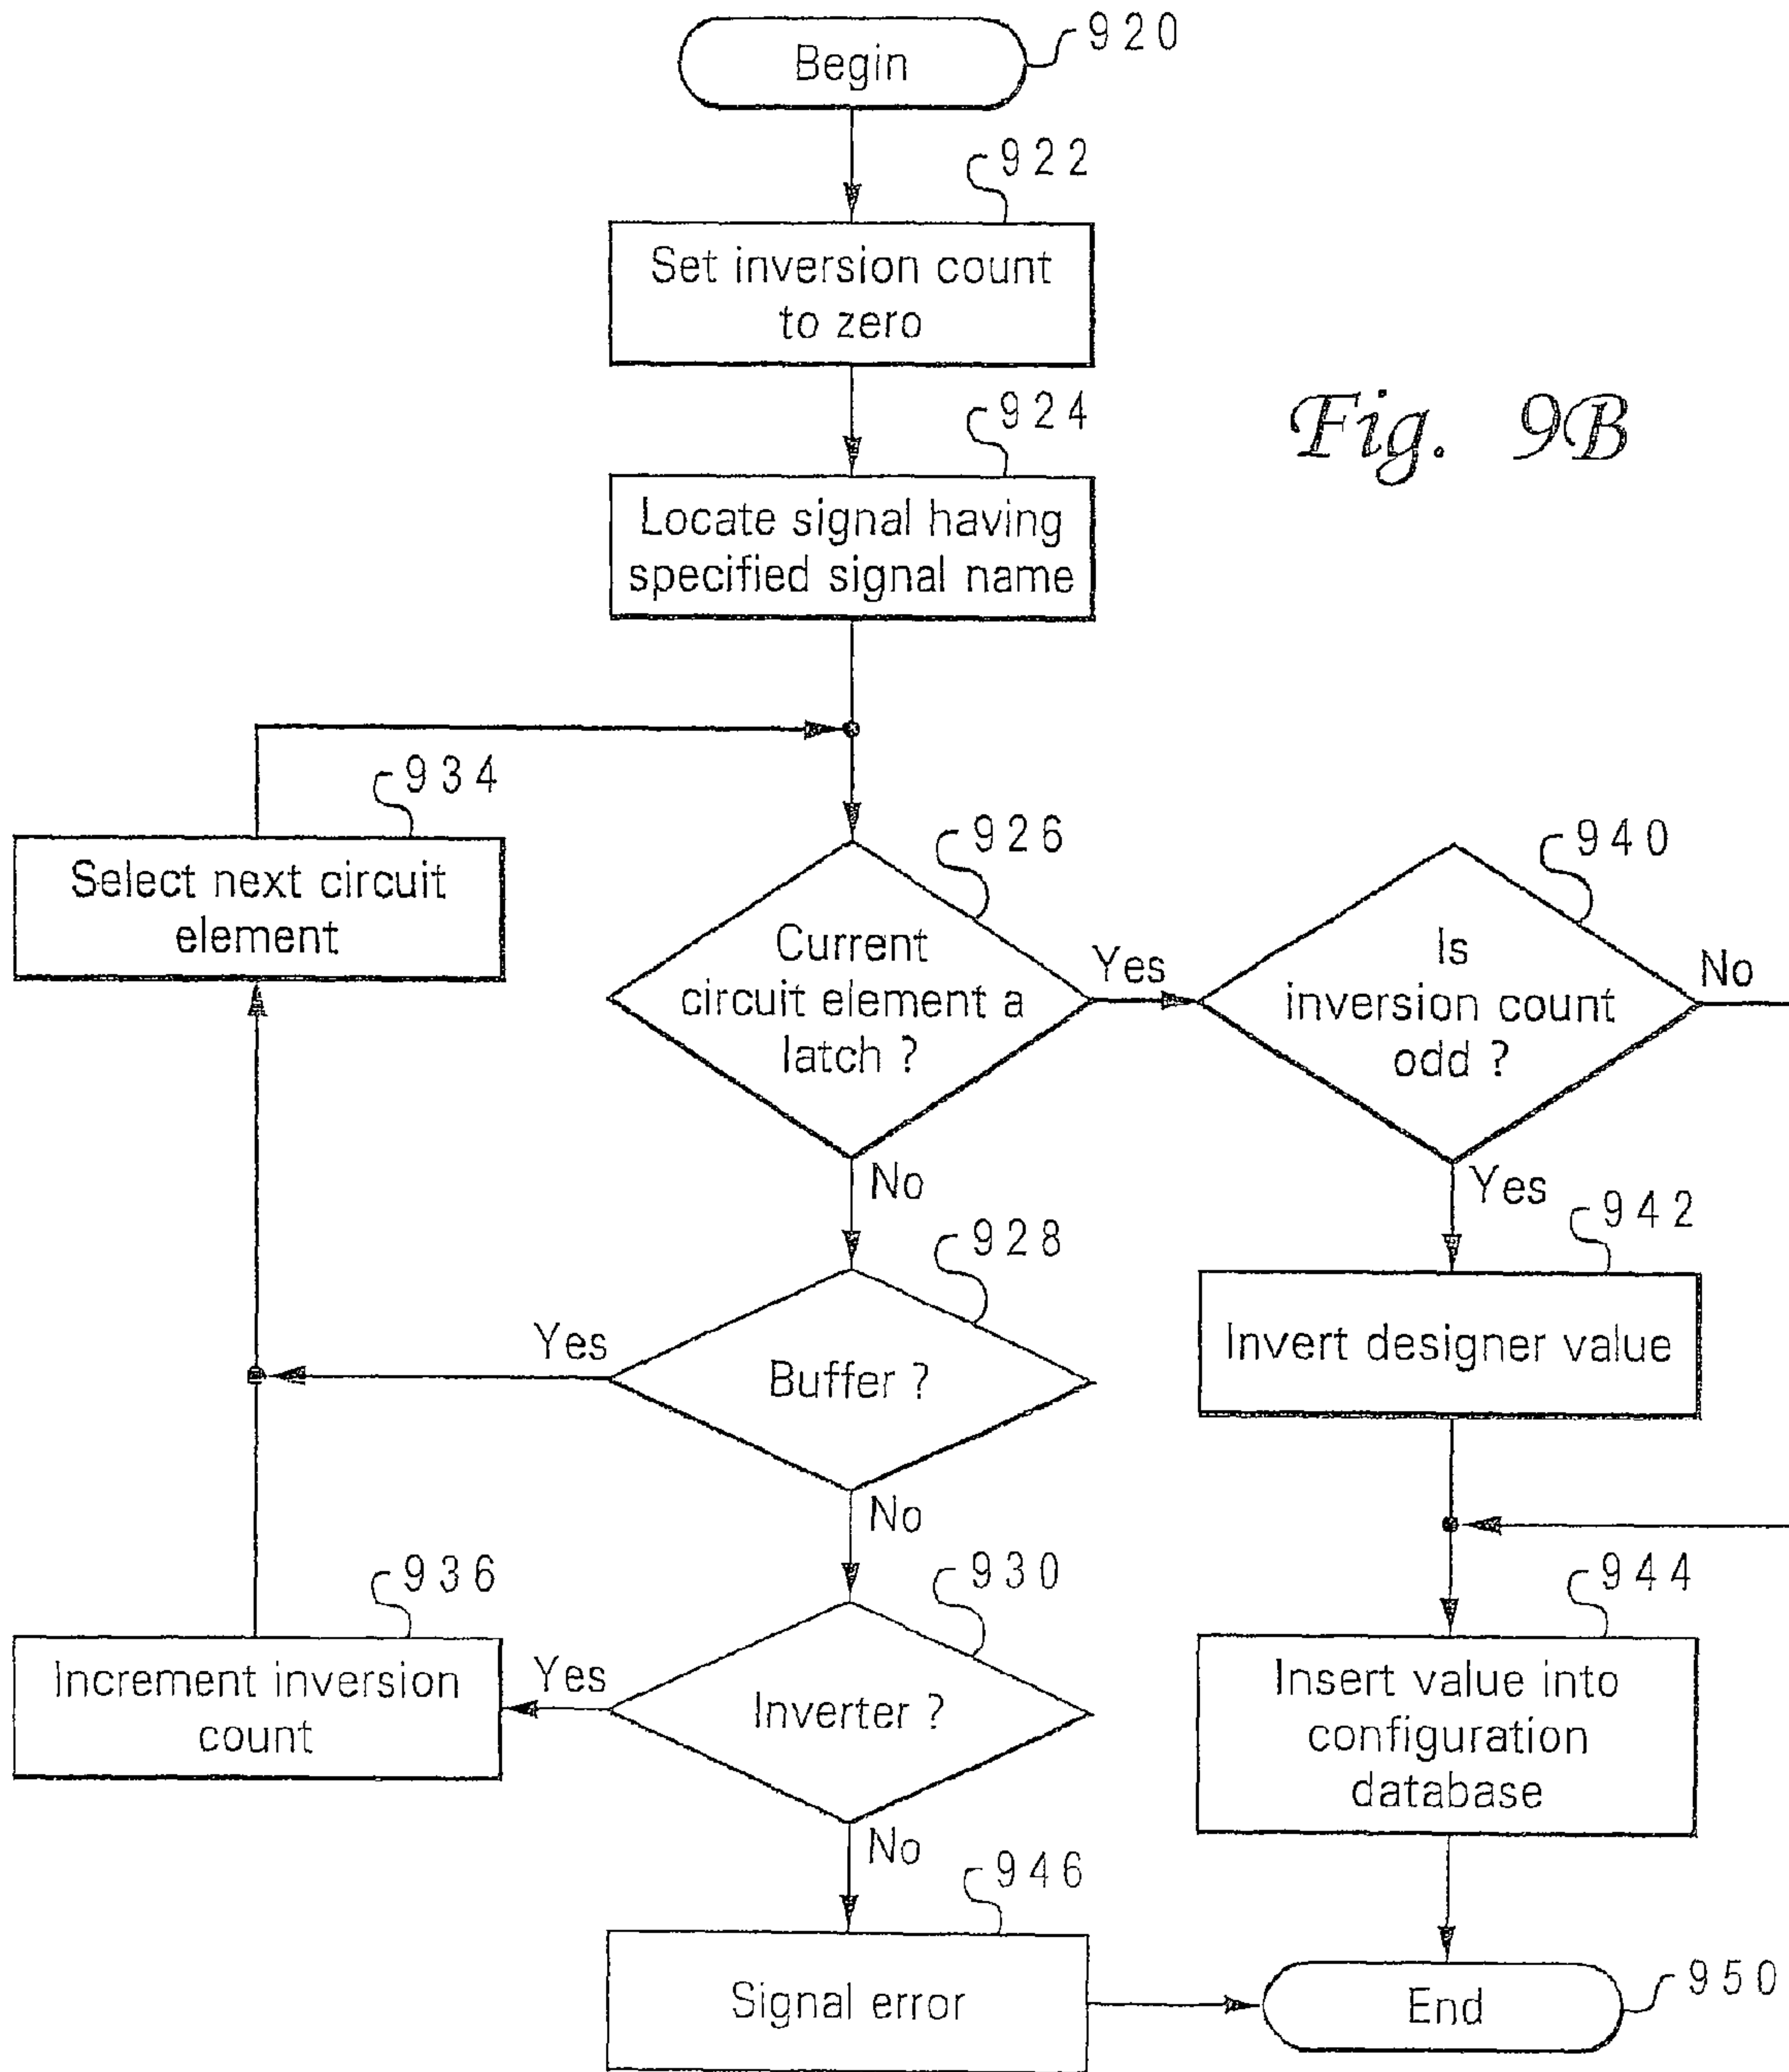 Begin
920
922
Set inversion count
to zero
924
Fig. 9B
Locate signal having
specified signal name
934
Select next circuit
element
926
Current
circuit element a
latch ?
Yes
No
940
Is
inversion count
odd ?
No
Yes
928
Buffer ?
Yes
No
942
Invert designer value
936
Increment inversion
count
930
Inverter ?
Yes
No
944
Insert value into
configuration
database
946
Signal error
End
950